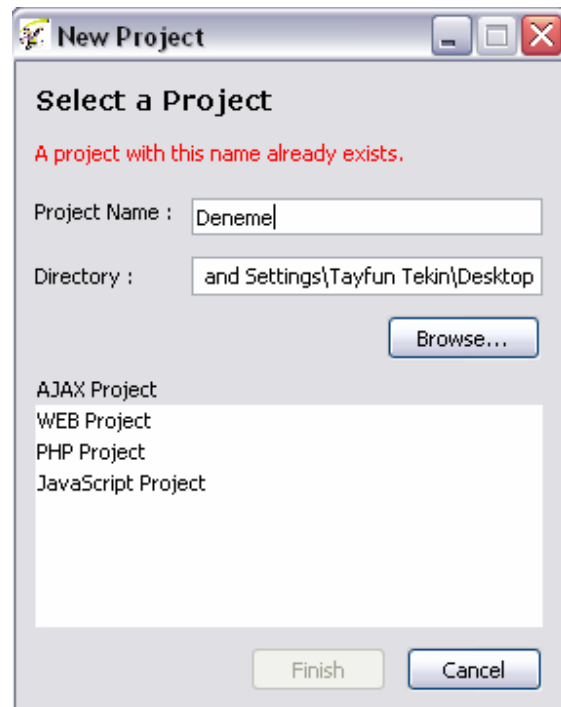 New Project
Select a Project
A project with this name already exists.
Project Name : Deneme
Directory : and Settings\Tayfun Tekin\Desktop
Browse...
AJAX Project
WEB Project
PHP Project
JavaScript Project
Finish Cancel